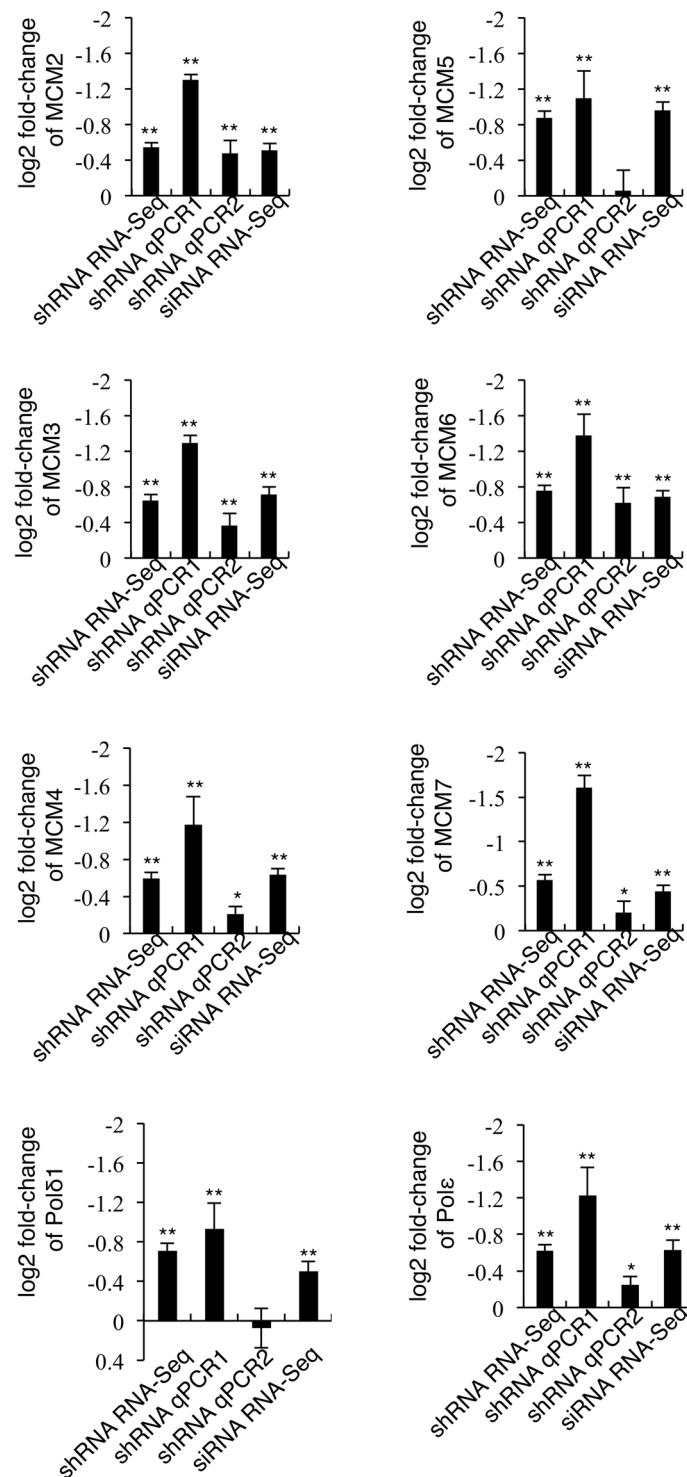 log2 fold-change
of MCM2
-2
-1.6
-1.2
-0.8
-0.4
0
**
**
**
**
shRNA RNA-Seq
shRNA qPCR1
shRNA qPCR2
siRNA RNA-Seq
log2 fold-change
of MCM5
-2
-1.6
-1.2
-0.8
-0.4
0
**
**
**
shRNA RNA-Seq
shRNA qPCR1
shRNA qPCR2
siRNA RNA-Seq
log2 fold-change
of MCM3
-2
-1.6
-1.2
-0.8
-0.4
0
**
**
**
**
shRNA RNA-Seq
shRNA qPCR1
shRNA qPCR2
siRNA RNA-Seq
log2 fold-change
of MCM6
-2
-1.6
-1.2
-0.8
-0.4
0
**
**
**
**
shRNA RNA-Seq
shRNA qPCR1
shRNA qPCR2
siRNA RNA-Seq
log2 fold-change
of MCM4
-2
-1.6
-1.2
-0.8
-0.4
0
**
**
*
**
shRNA RNA-Seq
shRNA qPCR1
shRNA qPCR2
siRNA RNA-Seq
log2 fold-change
of MCM7
-2
-1.5
-1
-0.5
0
**
**
*
**
shRNA RNA-Seq
shRNA qPCR1
shRNA qPCR2
siRNA RNA-Seq
log2 fold-change
of Polδ1
-2
-1.6
-1.2
-0.8
-0.4
0
0.4
**
**
**
shRNA RNA-Seq
shRNA qPCR1
shRNA qPCR2
siRNA RNA-Seq
log2 fold-change
of Polε
-2
-1.6
-1.2
-0.8
-0.4
0
**
**
*
**
shRNA RNA-Seq
shRNA qPCR1
shRNA qPCR2
siRNA RNA-Seq